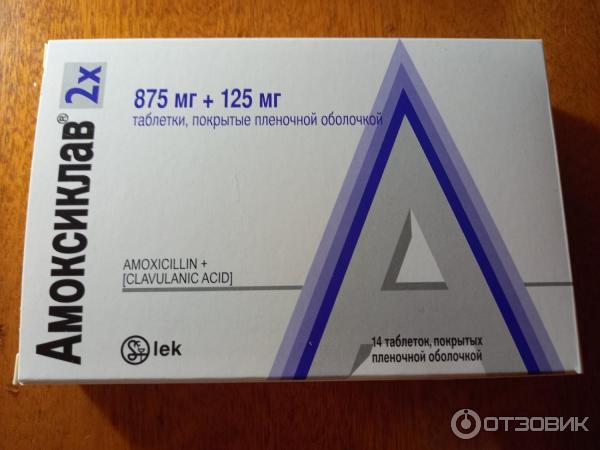 Амоксиклав® 2x
875 мг + 125 мг
таблетки, покрытые пленочной оболочкой
AMOXICILLIN +
[CLAVULANIC ACID]
lek
14 таблеток, покрытых
пленочной оболочкой
ОТЗОВИК